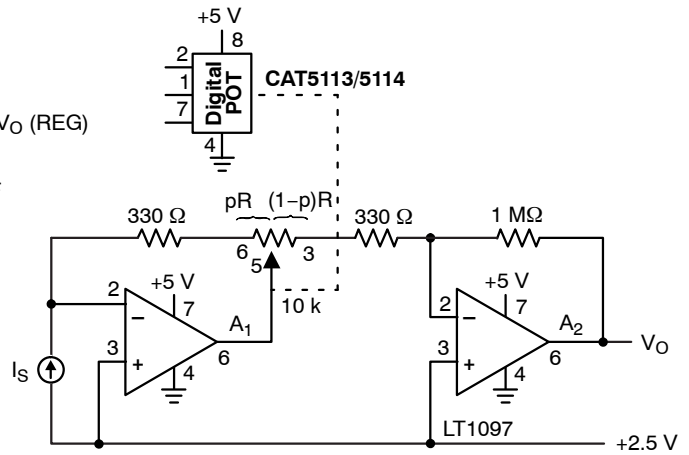 +5 V
8
2
1
7
4
Digital
POT
CAT5113/5114
VO (REG)
pR (1−p)R
330 Ω
330 Ω
1 MΩ
6
5
3
10 k
+5 V
7
2
−
3
+
A1
6
4
IS
+5 V
7
2
−
3
+
A2
6
4
VO
LT1097
+2.5 V